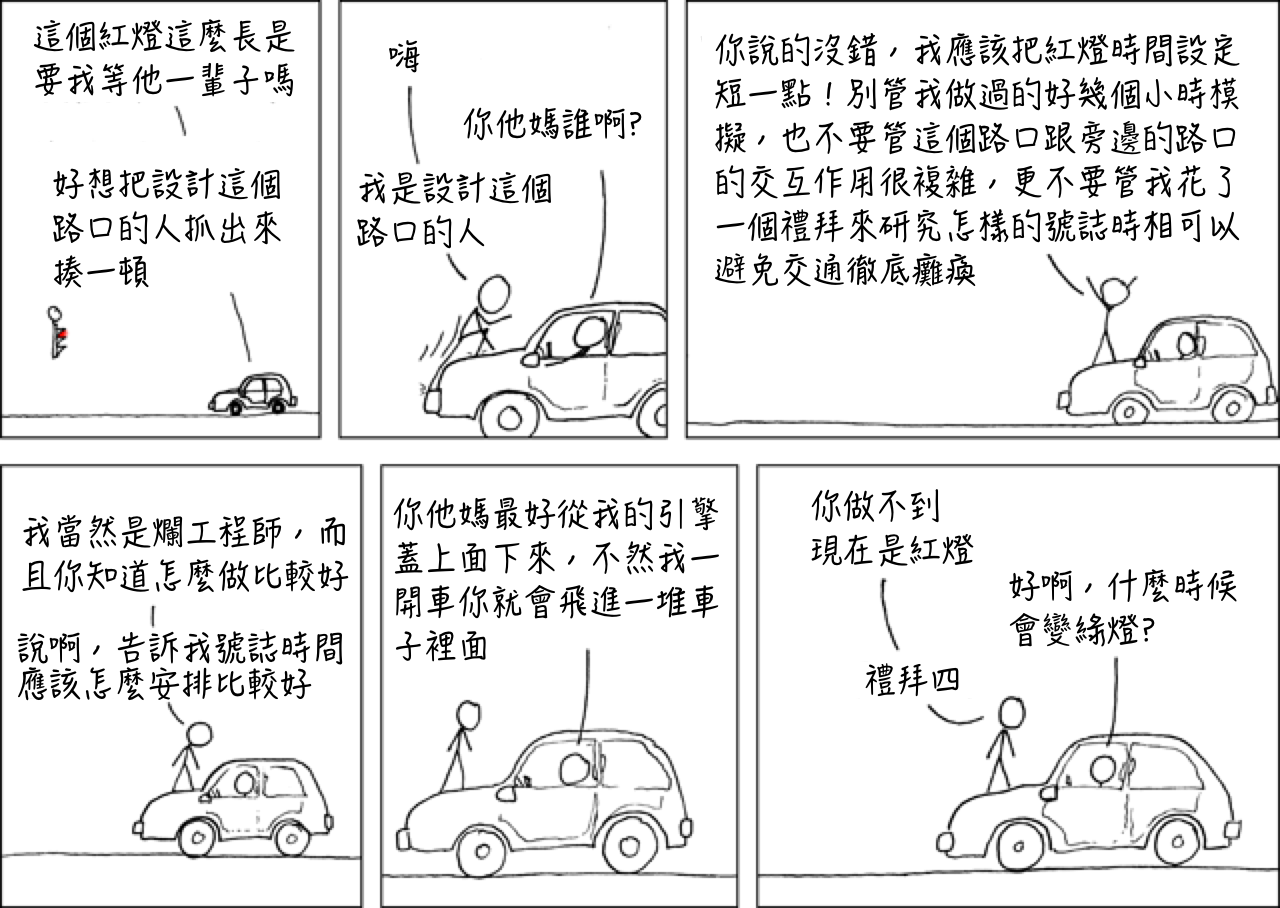 這個紅燈這麼長是
要我等他一輩子嗎
好想把設計這個
路口的人抓出來
揍一頓
嗨
你他媽誰啊?
我是設計這個
路口的人
你說的沒錯，我應該把紅燈時間設定
短一點！別管我做過的好幾個小時模
擬，也不要管這個路口跟旁邊的路口
的交互作用很複雜，更不要管我花了
一個禮拜來研究怎樣的號誌時相可以
避免交通徹底癱瘓
我當然是爛工程師，而
且你知道怎麼做比較好
說啊，告訴我號誌時間
應該怎麼安排比較好
你他媽最好從我的引擎
蓋上面下來，不然我一
開車你就會飛進一堆車
子裡面
你做不到
現在是紅燈
好啊，什麼時候
會變綠燈?
禮拜四